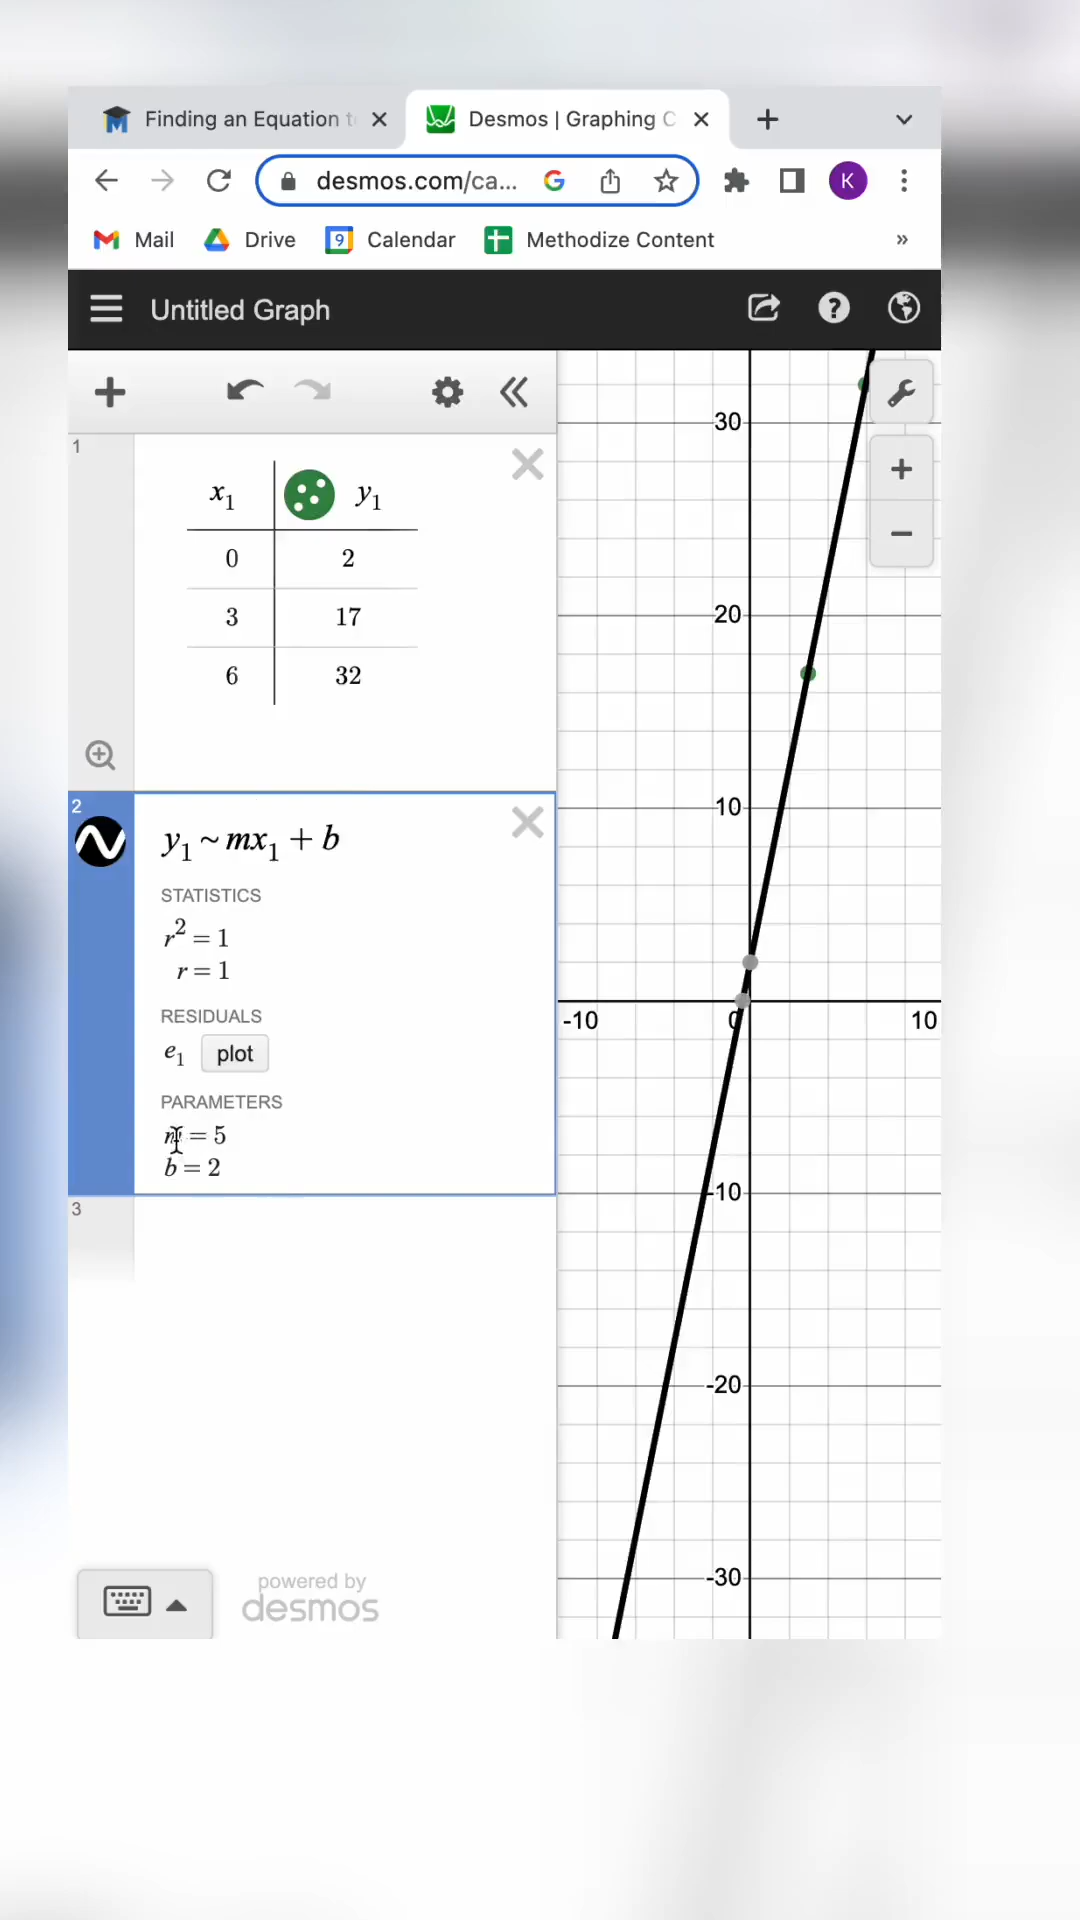 Finding an Equation t
Desmos | Graphing C
desmos.com/ca...
K
Mail
Drive
9
Calendar
Methodize Content
»
Untitled Graph
1
x₁ y₁
0 2
3 17
6 32
2
y₁ ~ mx₁ + b
STATISTICS
r² = 1
r = 1
RESIDUALS
e₁ plot
PARAMETERS
= 5
b = 2
3
powered by
desmos
30
20
10
-10 0 10
-10
-20
-30